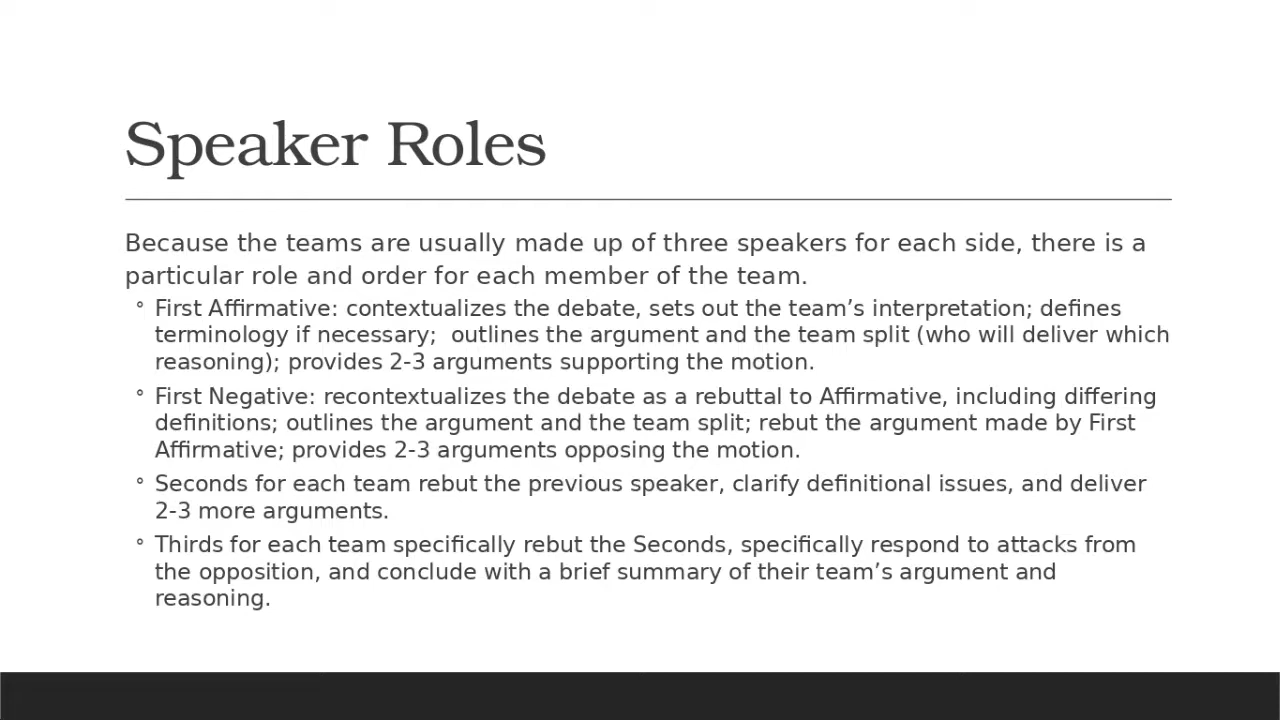 Speaker Roles
Because the teams are usually made up of three speakers for each side, there is a
particular role and order for each member of the team.
° First Affirmative: contextualizes the debate, sets out the team’s interpretation; defines
terminology if necessary;  outlines the argument and the team split (who will deliver which
reasoning); provides 2-3 arguments supporting the motion.
° First Negative: recontextualizes the debate as a rebuttal to Affirmative, including differing
definitions; outlines the argument and the team split; rebut the argument made by First
Affirmative; provides 2-3 arguments opposing the motion.
° Seconds for each team rebut the previous speaker, clarify definitional issues, and deliver
2-3 more arguments.
° Thirds for each team specifically rebut the Seconds, specifically respond to attacks from
the opposition, and conclude with a brief summary of their team’s argument and
reasoning.